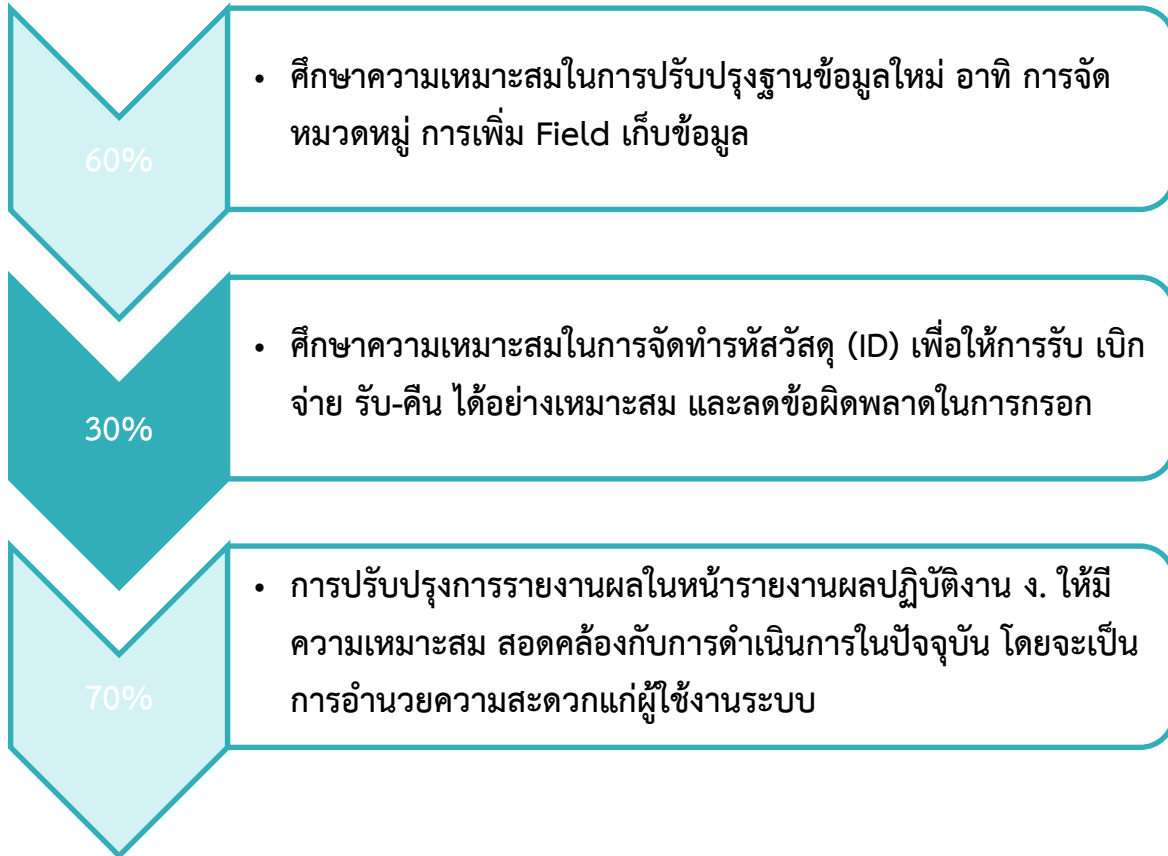 60%
• ศึกษาความเหมาะสมในการปรับปรุงฐานข้อมูลใหม่ อาทิ การจัด
หมวดหมู่ การเพิ่ม Field เก็บข้อมูล
30%
• ศึกษาความเหมาะสมในการจัดทำรหัสวัสดุ (ID) เพื่อให้การรับ เบิก
จ่าย รับ-คืน ได้อย่างเหมาะสม และลดข้อผิดพลาดในการกรอก
70%
• การปรับปรุงการรายงานผลในหน้ารายงานผลปฏิบัติงาน ง. ให้มี
ความเหมาะสม สอดคล้องกับการดำเนินการในปัจจุบัน โดยจะเป็น
การอำนวยความสะดวกแก่ผู้ใช้งานระบบ